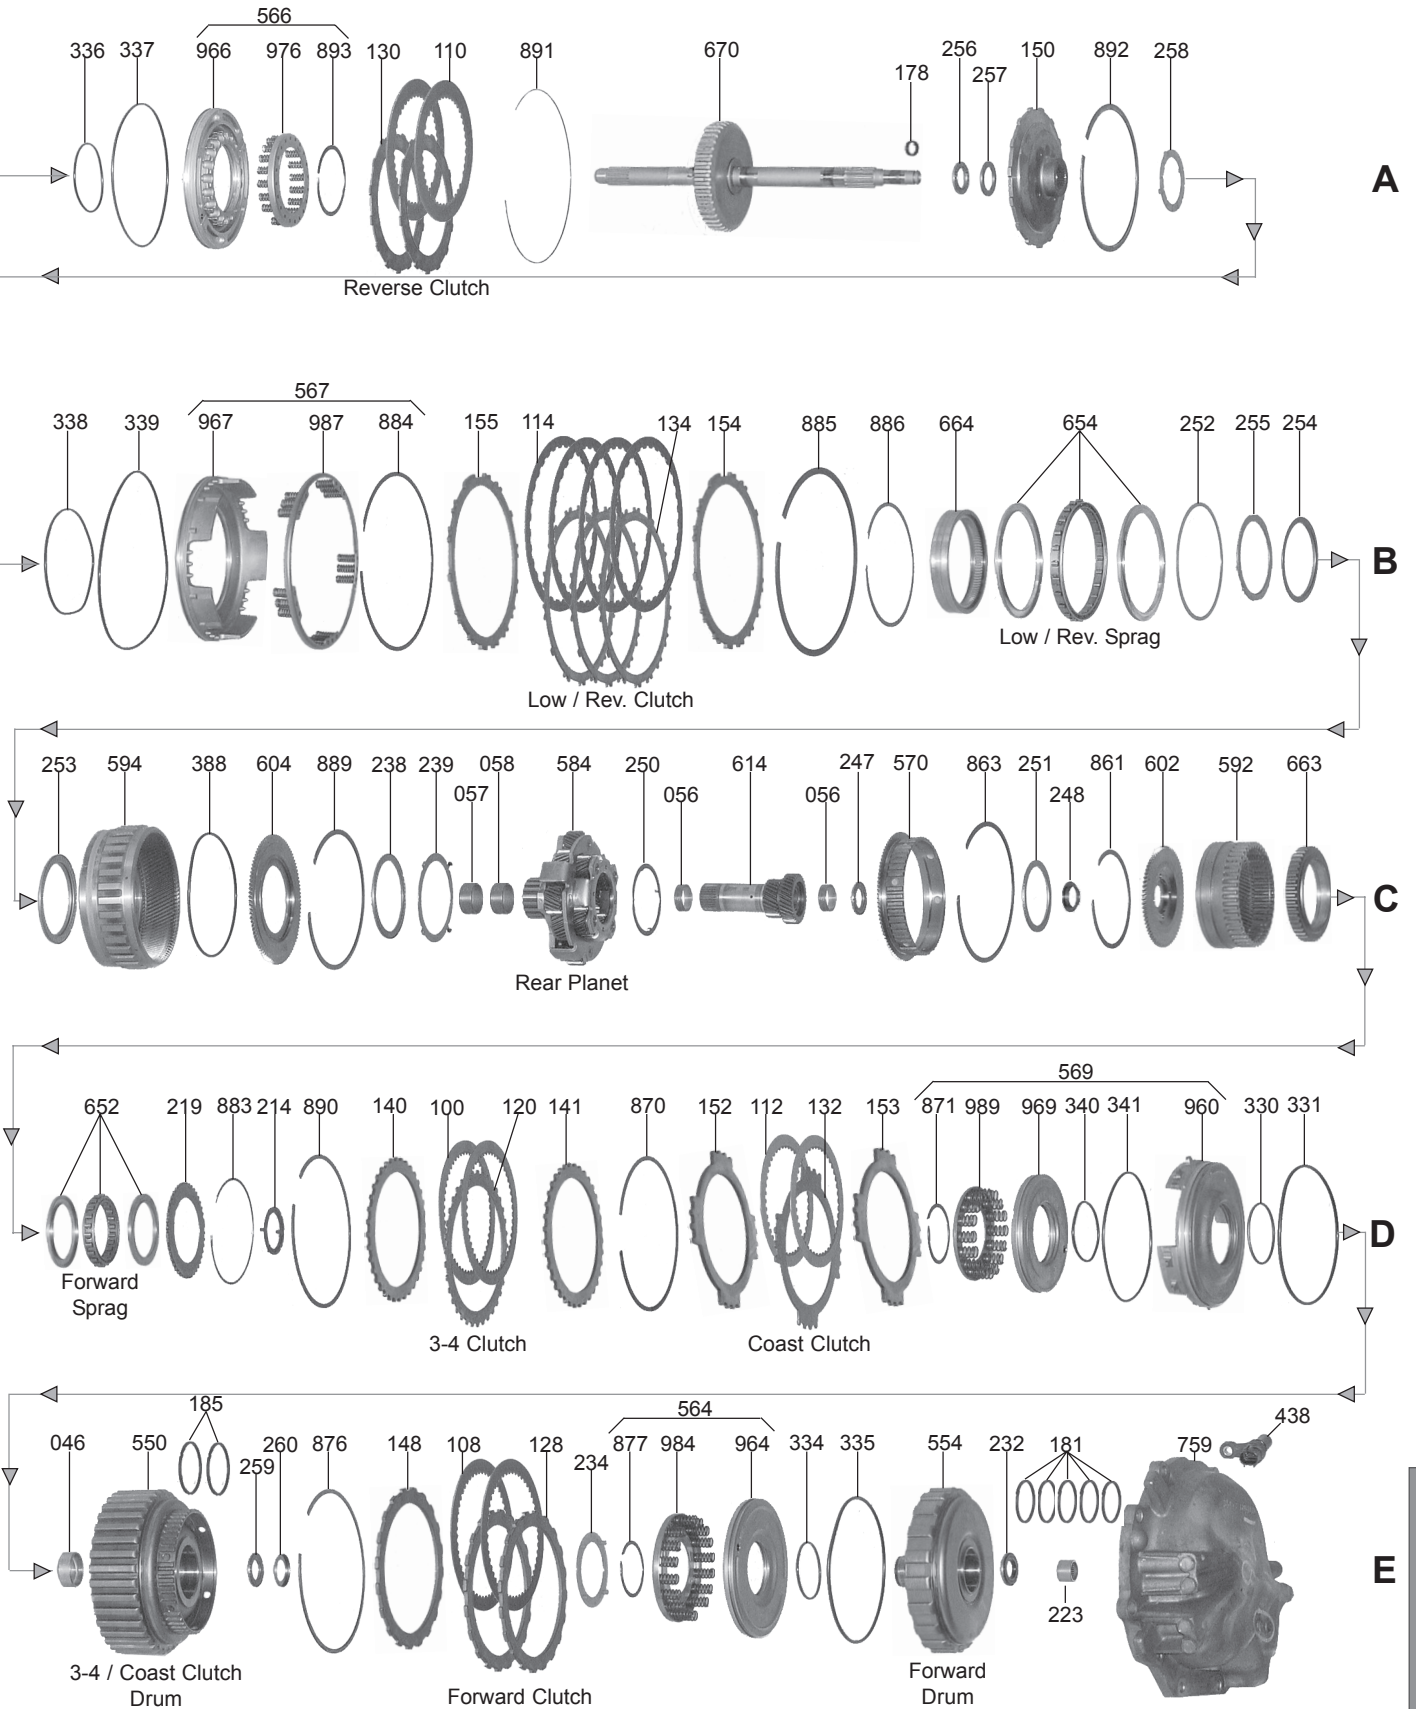 566
336 337 966 976 893 130 110 891 670 178 256 257 150 892 258
A
Reverse Clutch
567
338 339 967 987 884 155 114 134 154 885 886 664 654 252 255 254
B
Low / Rev. Sprag
Low / Rev. Clutch
253 594 388 604 889 238 239 057 058 584 250 056 614 056 247 570 863 251 248 861 602 592 663
C
Rear Planet
569
652 219 883 214 890 140 100 120 141 870 152 112 132 153 871 989 969 340 341 960 330 331
D
Forward
Sprag
3-4 Clutch
Coast Clutch
564
046 550 185 259 260 876 148 108 128 234 877 984 964 334 335 554 232 181 223 759 438
E
3-4 / Coast Clutch
Drum
Forward Clutch
Forward
Drum